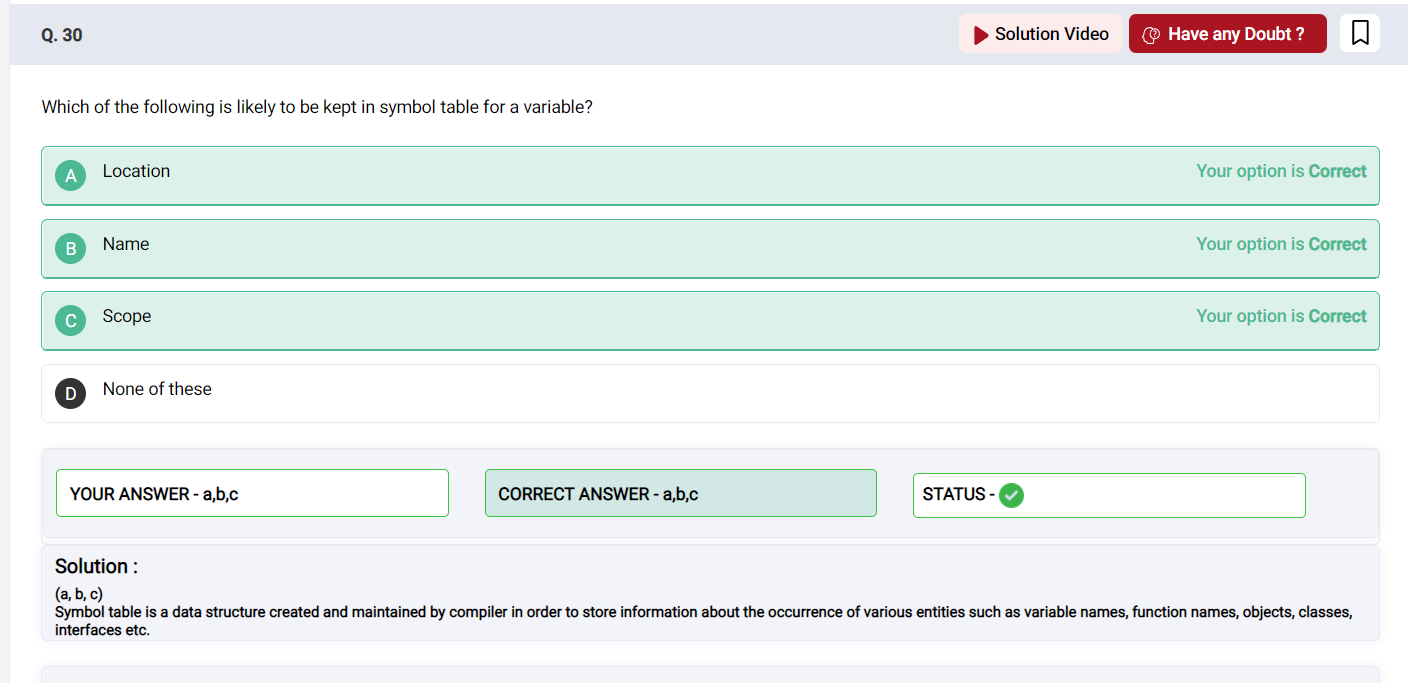 Q. 30
Solution Video
Have any Doubt ?
Which of the following is likely to be kept in symbol table for a variable?
A Location Your option is Correct
B Name Your option is Correct
C Scope Your option is Correct
D None of these
YOUR ANSWER - a,b,c
CORRECT ANSWER - a,b,c
STATUS -
Solution :
(a, b, c)
Symbol table is a data structure created and maintained by compiler in order to store information about the occurrence of various entities such as variable names, function names, objects, classes,
interfaces etc.